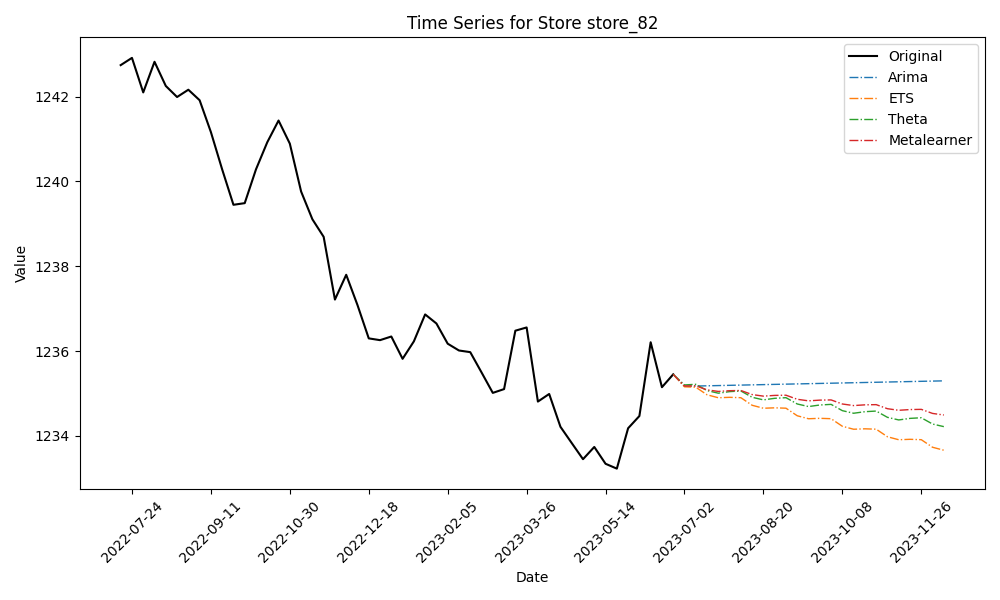 Time Series for Store store_82
Original
Arima
ETS
Theta
Metalearner
Value
1242
1240
1238
1236
1234
2022-07-24
2022-09-11
2022-10-30
2022-12-18
2023-02-05
2023-03-26
2023-05-14
2023-07-02
2023-08-20
2023-10-08
2023-11-26
Date